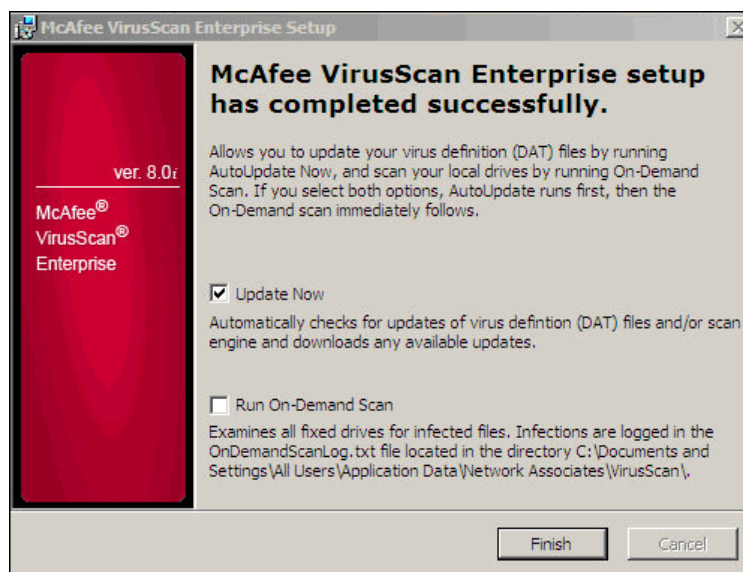 McAfee VirusScan Enterprise Setup
McAfee VirusScan Enterprise setup
has completed successfully.
Allows you to update your virus definition (DAT) files by running
AutoUpdate Now, and scan your local drives by running On-Demand
Scan. If you select both options, AutoUpdate runs first, then the
On-Demand scan immediately follows.
ver. 8.0i
McAfee®
VirusScan®
Enterprise
Update Now
Automatically checks for updates of virus defintion (DAT) files and/or scan
engine and downloads any available updates.
Run On-Demand Scan
Examines all fixed drives for infected files. Infections are logged in the
OnDemandScanLog.txt file located in the directory C:\Documents and
Settings\All Users\Application Data\Network Associates\VirusScan\.
Finish
Cancel